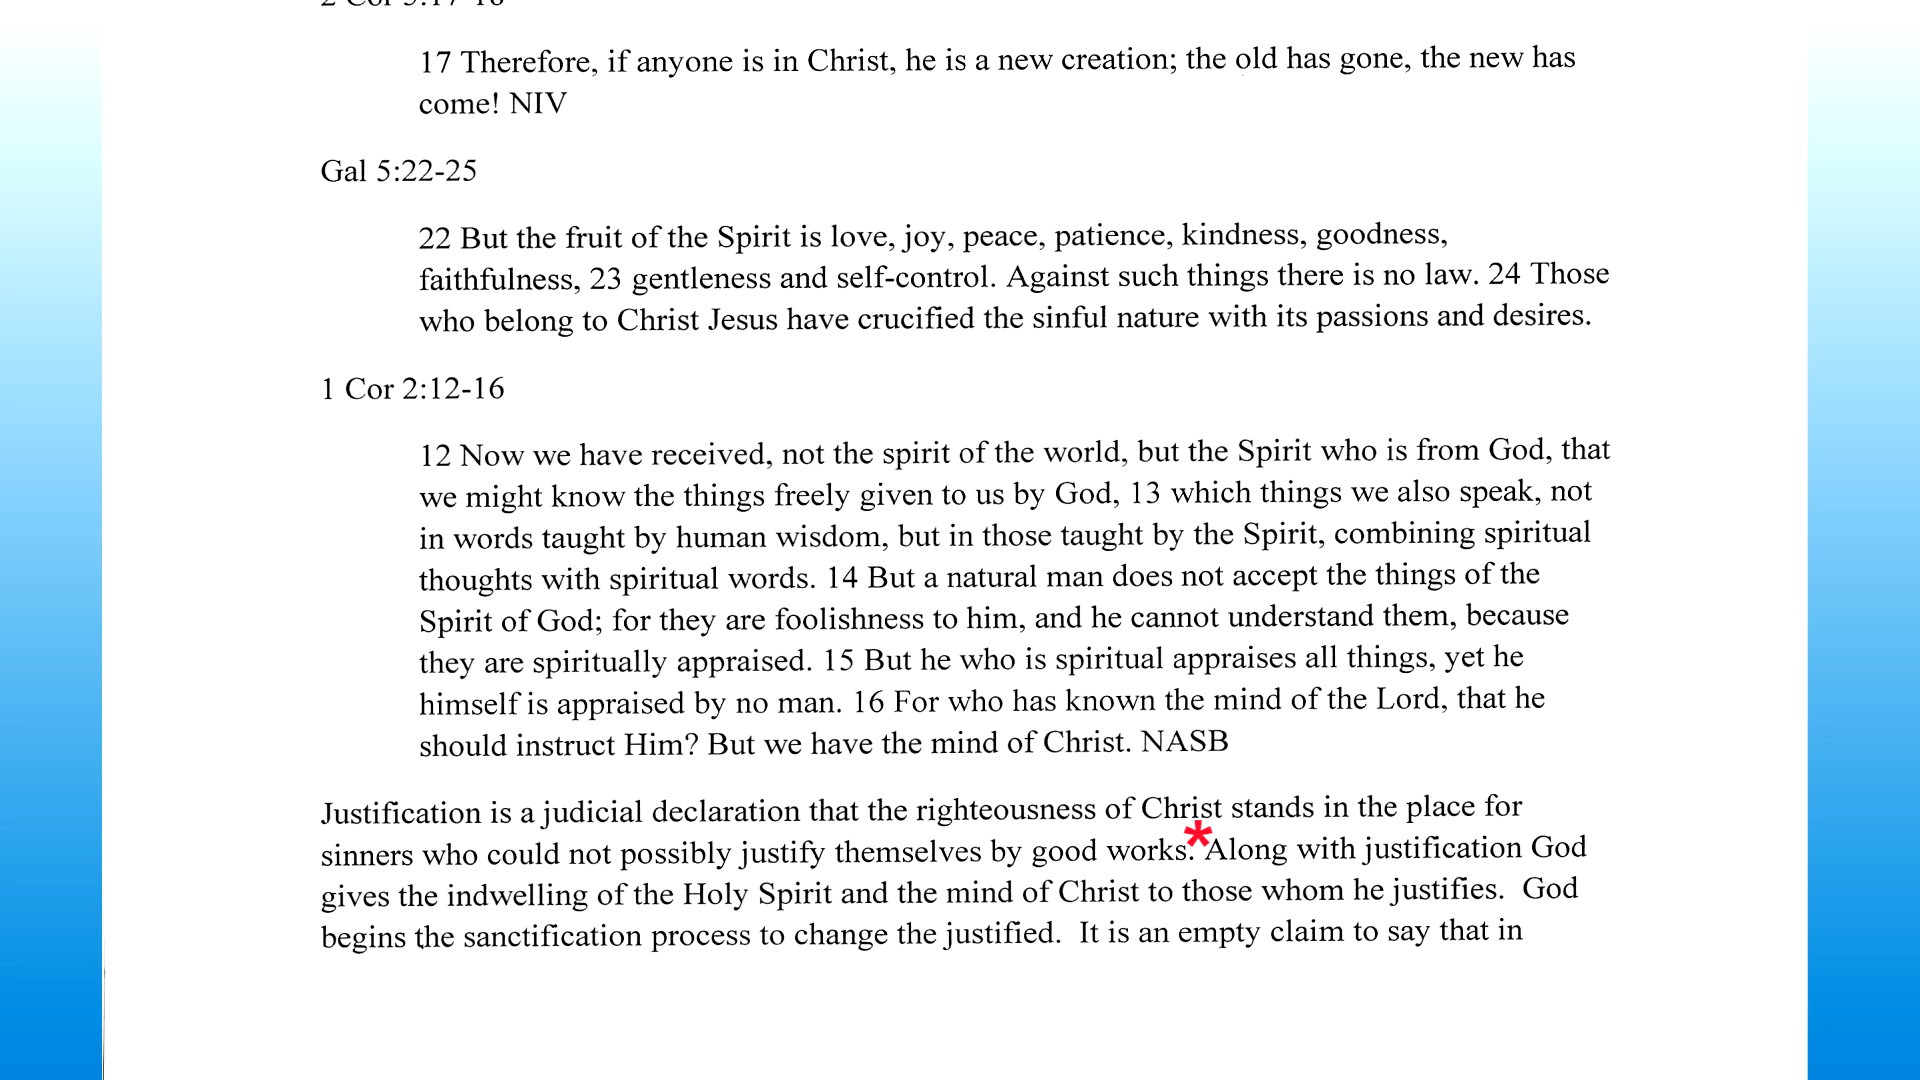 2 Cor 5:17-18
17 Therefore, if anyone is in Christ, he is a new creation; the old has gone, the new has
come! NIV
Gal 5:22-25
22 But the fruit of the Spirit is love, joy, peace, patience, kindness, goodness,
faithfulness, 23 gentleness and self-control. Against such things there is no law. 24 Those
who belong to Christ Jesus have crucified the sinful nature with its passions and desires.
1 Cor 2:12-16
12 Now we have received, not the spirit of the world, but the Spirit who is from God, that
we might know the things freely given to us by God, 13 which things we also speak, not
in words taught by human wisdom, but in those taught by the Spirit, combining spiritual
thoughts with spiritual words. 14 But a natural man does not accept the things of the
Spirit of God; for they are foolishness to him, and he cannot understand them, because
they are spiritually appraised. 15 But he who is spiritual appraises all things, yet he
himself is appraised by no man. 16 For who has known the mind of the Lord, that he
should instruct Him? But we have the mind of Christ. NASB
Justification is a judicial declaration that the righteousness of Christ stands in the place for
sinners who could not possibly justify themselves by good works.* Along with justification God
gives the indwelling of the Holy Spirit and the mind of Christ to those whom he justifies.  God
begins the sanctification process to change the justified.  It is an empty claim to say that in